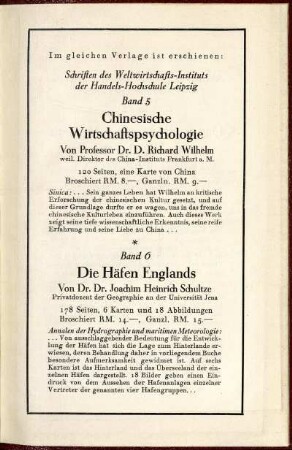 Im gleichen Verlage ist erschienen:
Schriften des Weltwirtschafts-Instituts
der Handels-Hochschule Leipzig
Band 5
Chinesische
Wirtschaftspsychologie
Von Professor Dr. D. Richard Wilhelm
weil. Direktor des China-Instituts Frankfurt a. M.
120 Seiten, eine Karte von China
Broschiert RM. 8.—, Ganzln. RM. 9.—
Sinica: . . . Sein ganzes Leben hat Wilhelm an kritische
Erforschung der chinesischen Kultur gesetzt, und auf
dieser Grundlage durfte er es wagen, uns in das fremde
chinesische Kulturleben einzuführen. Auch dieses Werk
zeigt seine tiefe wissenschaftliche Erkenntnis, seine reife
Erfahrung und seine Liebe zu China . . .
*
Band 6
Die Häfen Englands
Von Dr. Dr. Joachim Heinrich Schultze
Privatdozent der Geographie an der Universität Jena
178 Seiten, 6 Karten und 18 Abbildungen
Broschiert RM. 14.—, Ganzl. RM. 15.—
Annalen der Hydrographie und maritimen Meteorologie:
. . . Von ausschlaggebender Bedeutung für die Entwick-
lung der Häfen hat sich die Lage zum Hinterlande er-
wiesen, deren Behandlung daher in vorliegendem Buche
besondere Aufmerksamkeit gewidmet ist. Auf sechs
Karten ist das Hinterland und das Überseeland der ein-
zelnen Häfen dargestellt. 18 Bilder geben einen Ein-
druck von dem Aussehen der Hafenanlagen einzelner
Vertreter der genannten vier Hafengruppen . . .